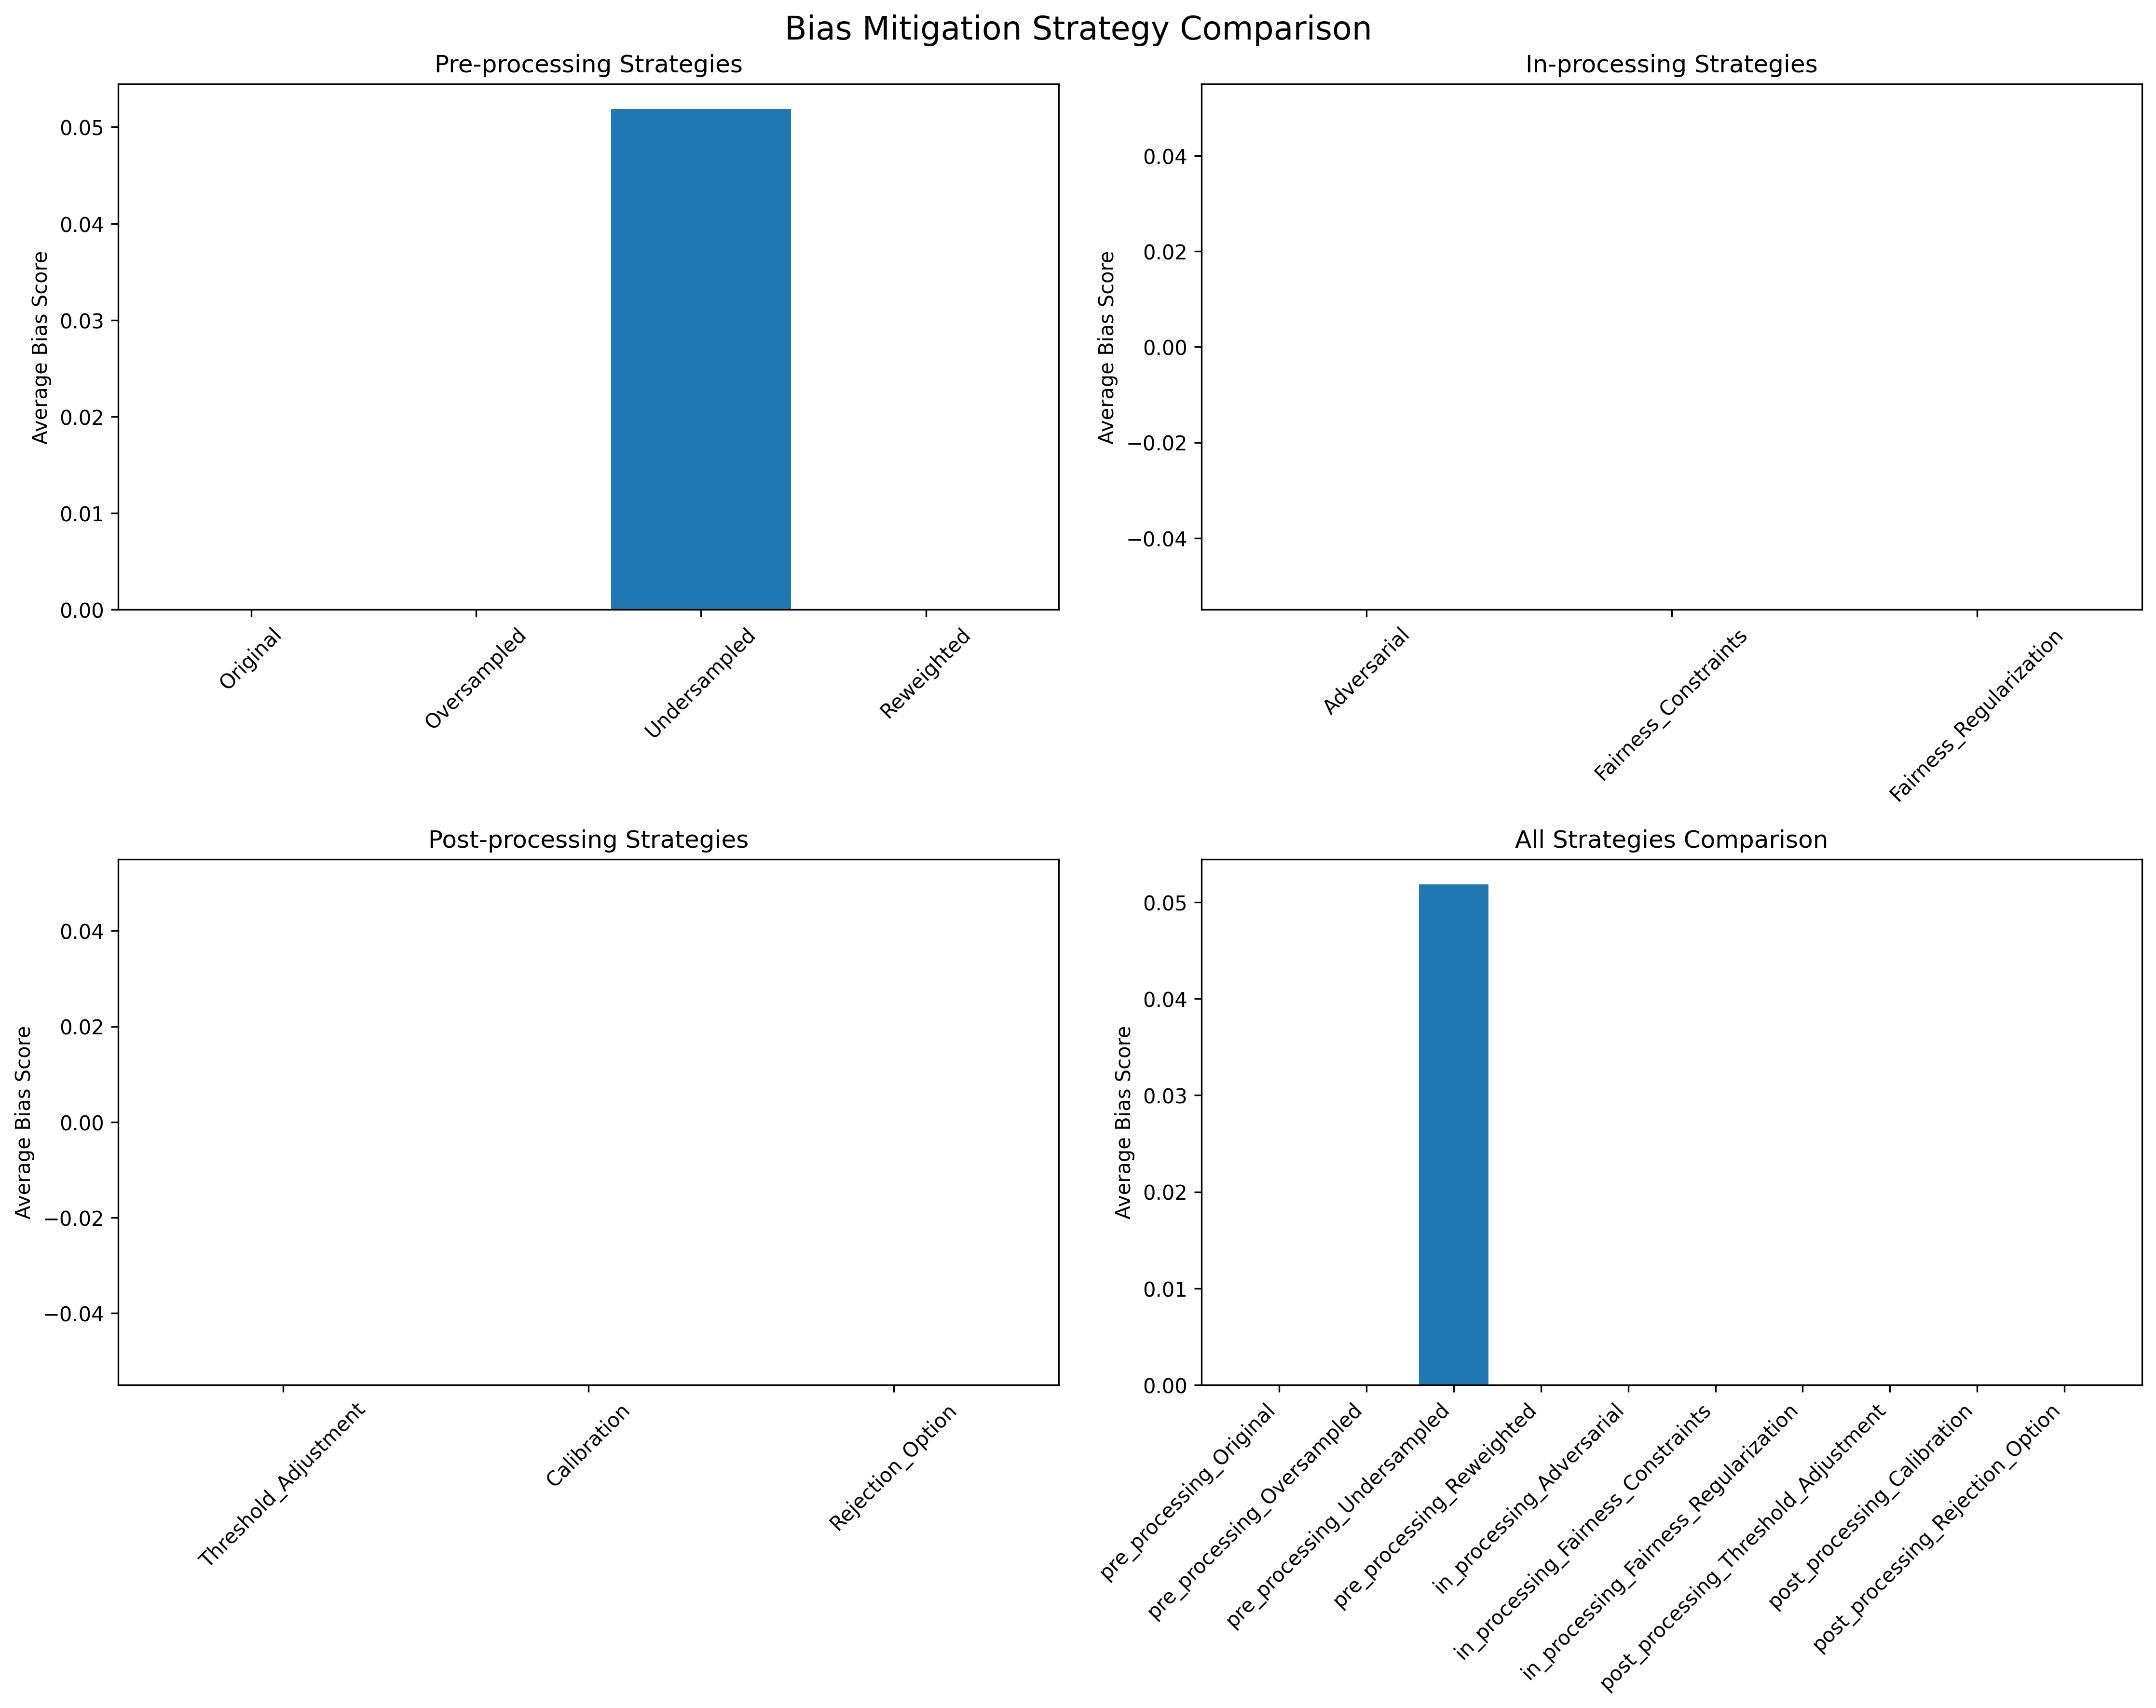 Bias Mitigation Strategy Comparison
Pre-processing Strategies
Average Bias Score
0.05
0.04
0.03
0.02
0.01
0.00
Original
Oversampled
Undersampled
Reweighted
In-processing Strategies
Average Bias Score
0.04
0.02
0.00
−0.02
−0.04
Adversarial
Fairness_Constraints
Fairness_Regularization
Post-processing Strategies
Average Bias Score
0.04
0.02
0.00
−0.02
−0.04
Threshold_Adjustment
Calibration
Rejection_Option
All Strategies Comparison
Average Bias Score
0.05
0.04
0.03
0.02
0.01
0.00
pre_processing_Original
pre_processing_Oversampled
pre_processing_Undersampled
pre_processing_Reweighted
in_processing_Adversarial
in_processing_Fairness_Constraints
in_processing_Fairness_Regularization
post_processing_Threshold_Adjustment
post_processing_Calibration
post_processing_Rejection_Option